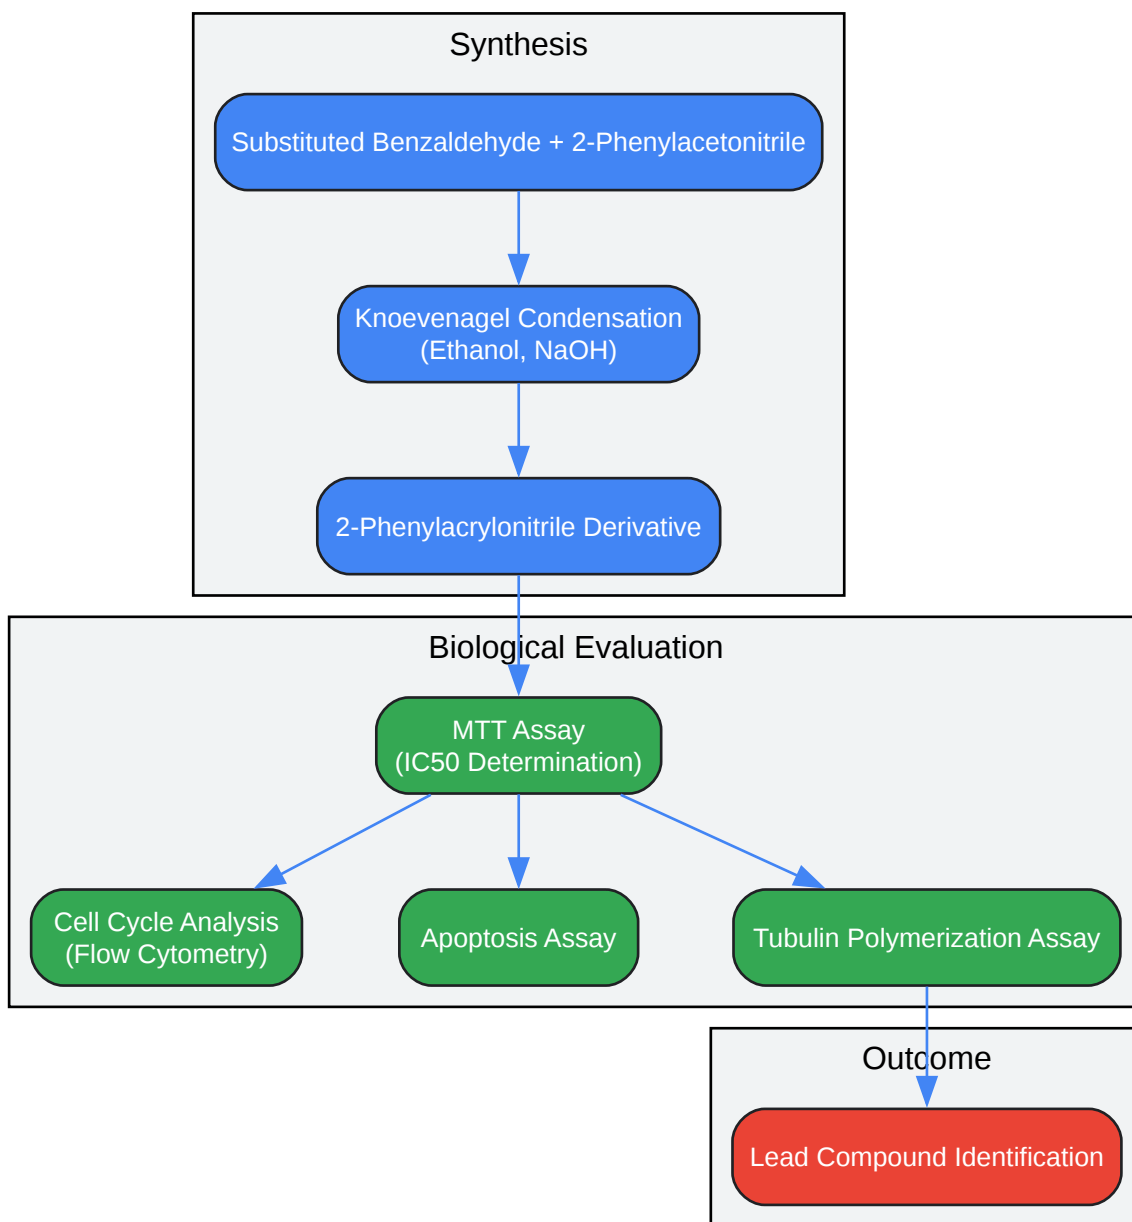 Synthesis
Substituted Benzaldehyde + 2-Phenylacetonitrile
Knoevenagel Condensation
(Ethanol, NaOH)
2-Phenylacrylonitrile Derivative
Biological Evaluation
MTT Assay
(IC50 Determination)
Cell Cycle Analysis
(Flow Cytometry)
Apoptosis Assay
Tubulin Polymerization Assay
Outcome
Lead Compound Identification